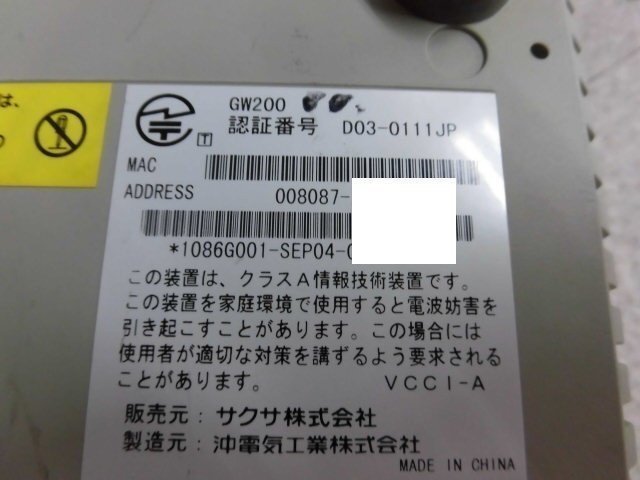 は、
GW200
認証番号 D03-0111JP
T
MAC
ADDRESS 008087-
*1086G001-SEP04-
この装置は、クラスA情報技術装置です。
この装置を家庭環境で使用すると電波妨害を
引き起こすことがあります。この場合には
使用者が適切な対策を講ずるよう要求される
ことがあります。 VCCI-A
販売元：サクサ株式会社
製造元：沖電気工業株式会社
MADE IN CHINA